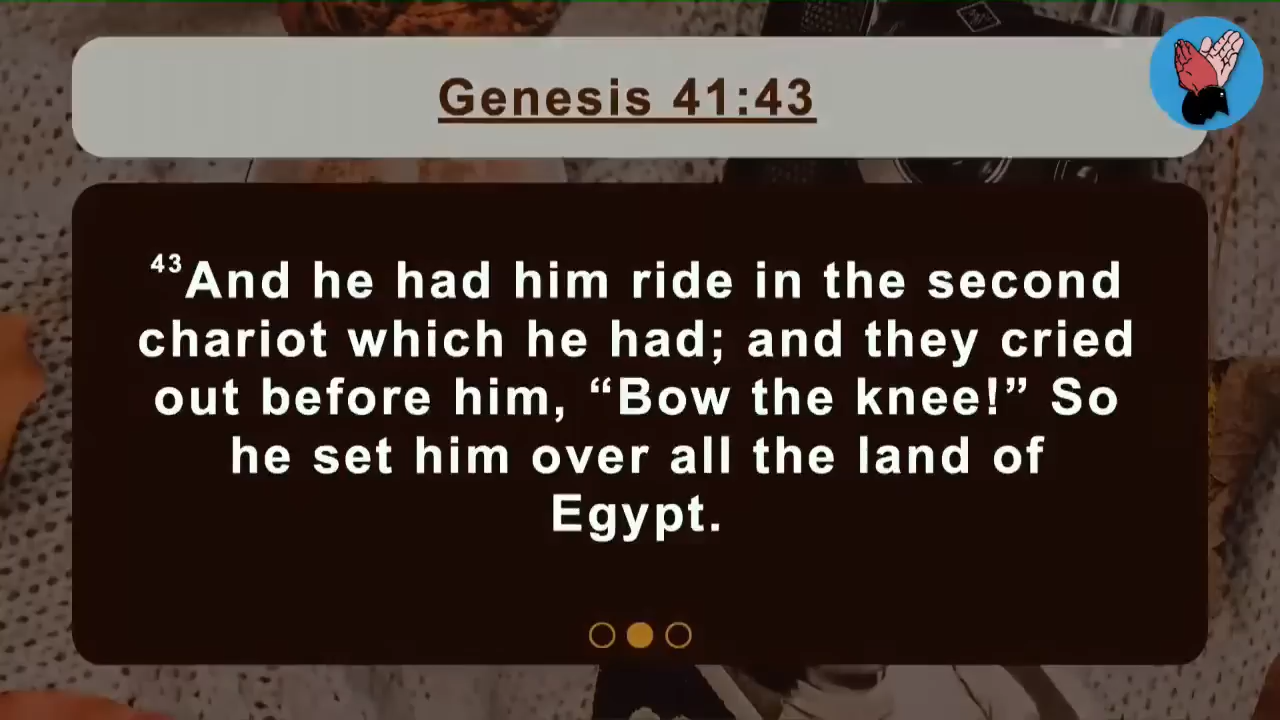 Genesis 41:43
43And he had him ride in the second
chariot which he had; and they cried
out before him, “Bow the knee!” So
he set him over all the land of
Egypt.